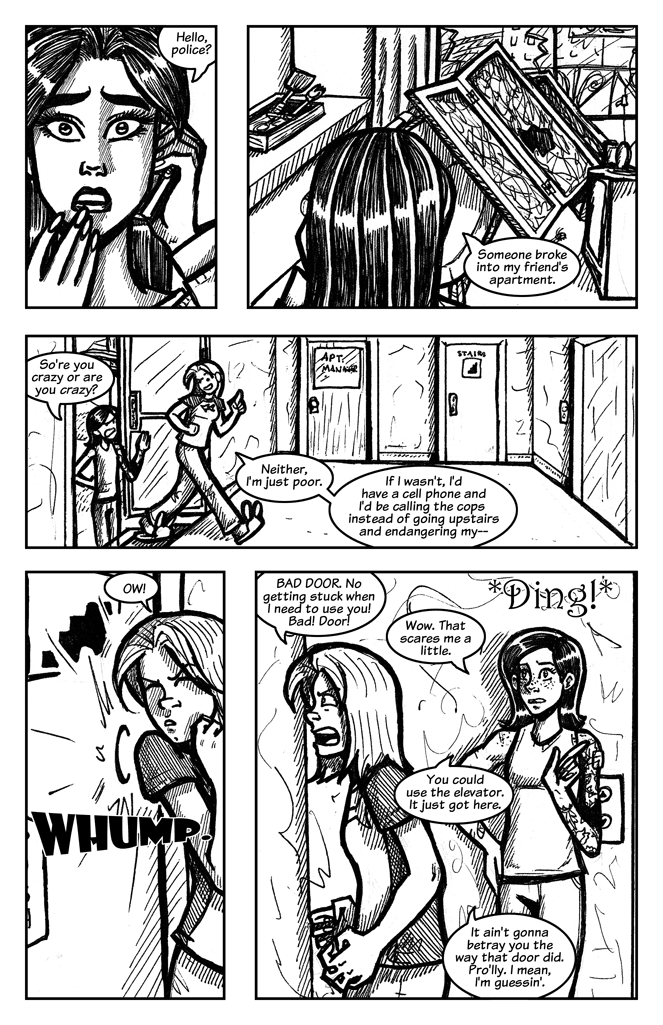 Hello,
police?
Someone broke
into my friend's
apartment.
So're you
crazy or are
you crazy?
APT.
MANAGER
STAIRS
Neither,
I'm just poor.
If I wasn't, I'd
have a cell phone and
I'd be calling the cops
instead of going upstairs
and endangering my--
OW!
WHUMP.
BAD DOOR. No
getting stuck when
I need to use you!
Bad! Door!
Wow. That
scares me a
little.
*Ding!*
You could
use the elevator.
It just got here.
It ain't gonna
betray you the
way that door did.
Pro'lly. I mean,
I'm guessin'.